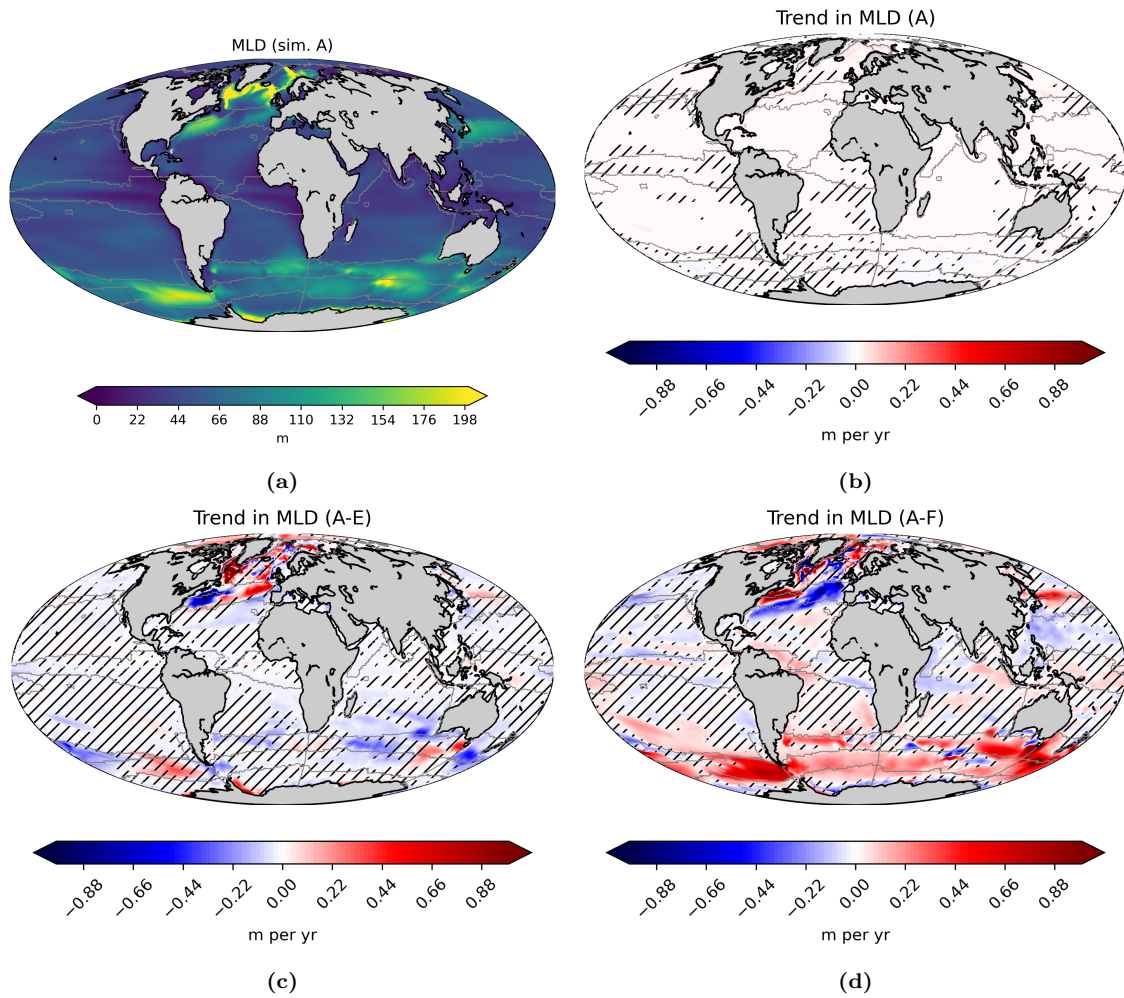 MLD (sim. A)
0 22 44 66 88 110 132 154 176 198
m
(a)
Trend in MLD (A)
−0.88 −0.66 −0.44 −0.22 0.00 0.22 0.44 0.66 0.88
m per yr
(b)
Trend in MLD (A-E)
−0.88 −0.66 −0.44 −0.22 0.00 0.22 0.44 0.66 0.88
m per yr
(c)
Trend in MLD (A-F)
−0.88 −0.66 −0.44 −0.22 0.00 0.22 0.44 0.66 0.88
m per yr
(d)